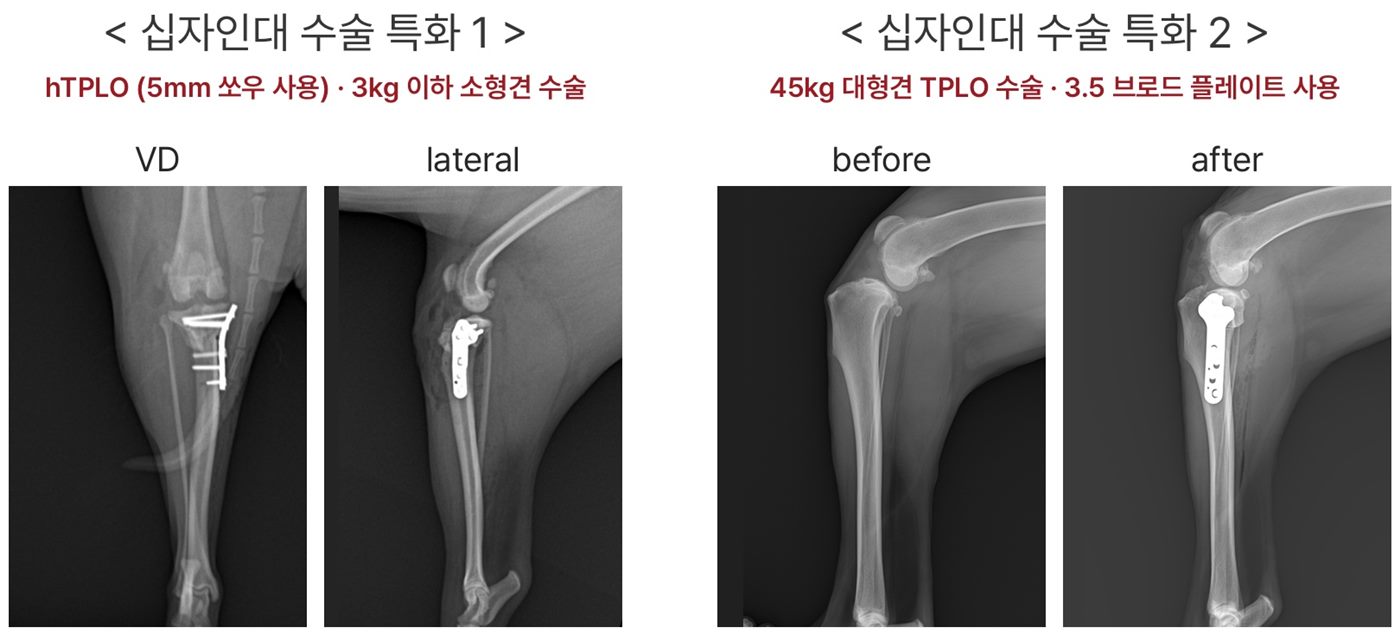 < 십자인대 수술 특화 1 >
hTPLO (5mm 쏘우 사용) · 3kg 이하 소형견 수술
VD
lateral
< 십자인대 수술 특화 2 >
45kg 대형견 TPLO 수술 · 3.5 브로드 플레이트 사용
before
after